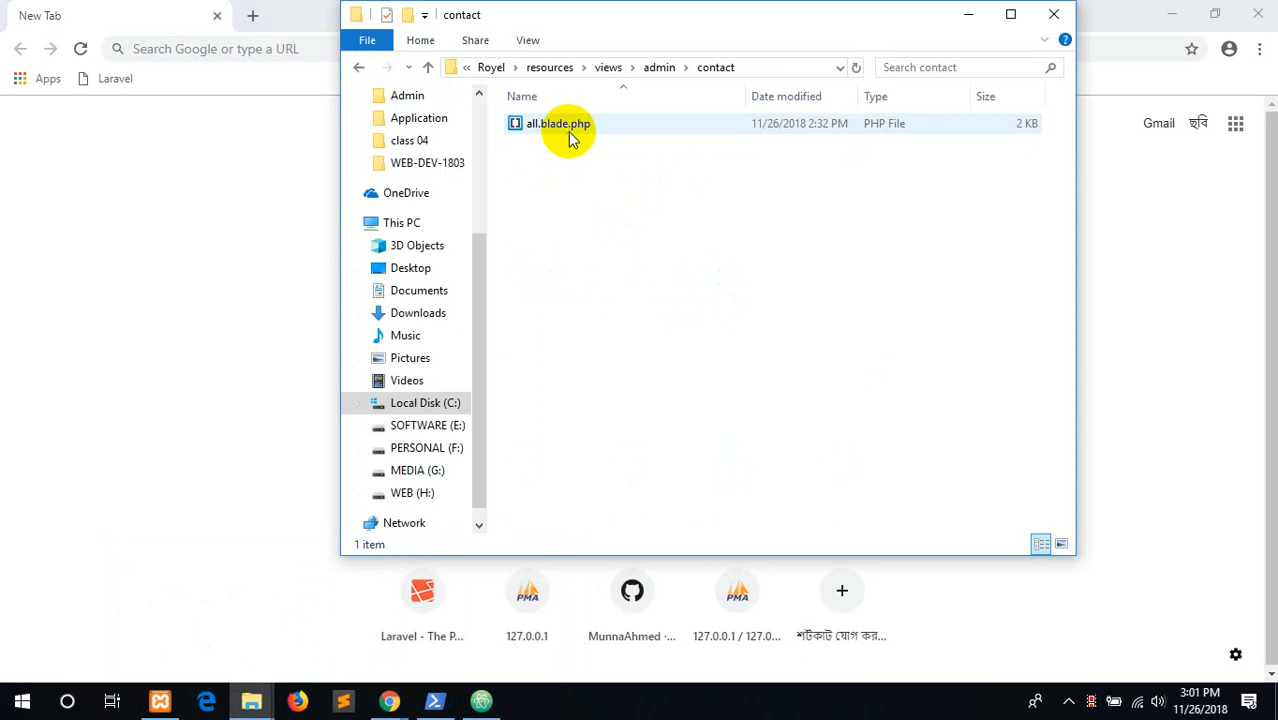 New Tab
contact
File
Home
Share
View
Search Google or type a URL
« Royel > resources > views > admin > contact
Search contact
Apps
Laravel
Name
Date modified
Type
Size
all.blade.php
11/26/2018 2:32 PM
PHP File
2 KB
Gmail
ছবি
Admin
Application
class 04
WEB-DEV-1803
OneDrive
This PC
3D Objects
Desktop
Documents
Downloads
Music
Pictures
Videos
Local Disk (C:)
SOFTWARE (E:)
PERSONAL (F:)
MEDIA (G:)
WEB (H:)
Network
1 item
PMA
PMA
Laravel - The P...
127.0.0.1
MunnaAhmed ·...
127.0.0.1 / 127.0...
শর্টকাট যোগ কর...
3:01 PM
11/26/2018